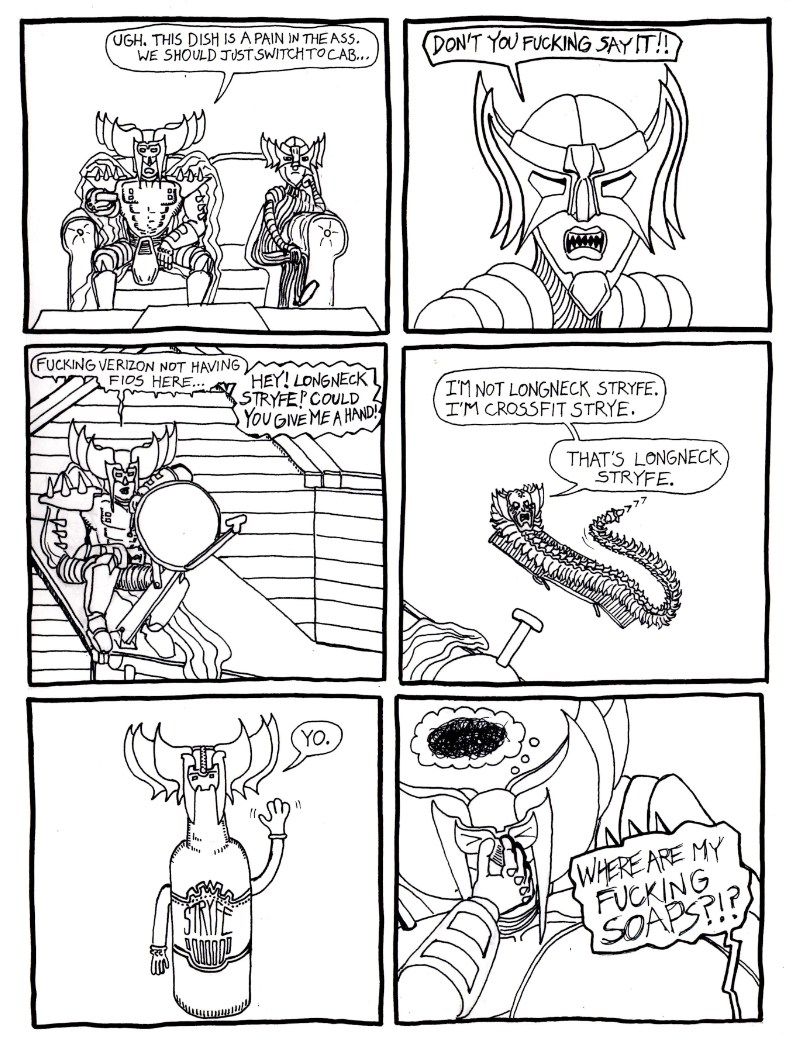 UGH. THIS DISH IS A PAIN IN THE ASS.
WE SHOULD JUST SWITCH TO CAB...
DON'T YOU FUCKING SAY IT!!
FUCKING VERIZON NOT HAVING
FIOS HERE...
HEY! LONGNECK
STRYFE! COULD
YOU GIVE ME A HAND!
I'M NOT LONGNECK STRYFE.
I'M CROSSFIT STRYE.
THAT'S LONGNECK
STRYFE.
YO.
STRYFE
WHERE ARE MY
FUCKING
SOAPS?!?